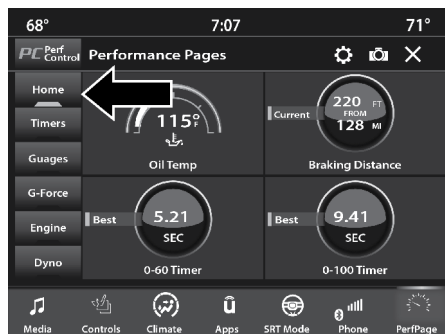 68° 7:07 71°
PC Perf Control Performance Pages
Home
Timers
Guages
G-Force
Engine
Dyno
115°F
Oil Temp
Current
220 FT
FROM
128 MI
Braking Distance
Best
5.21
SEC
0-60 Timer
Best
9.41
SEC
0-100 Timer
Media Controls Climate Apps SRT Mode Phone PerfPage